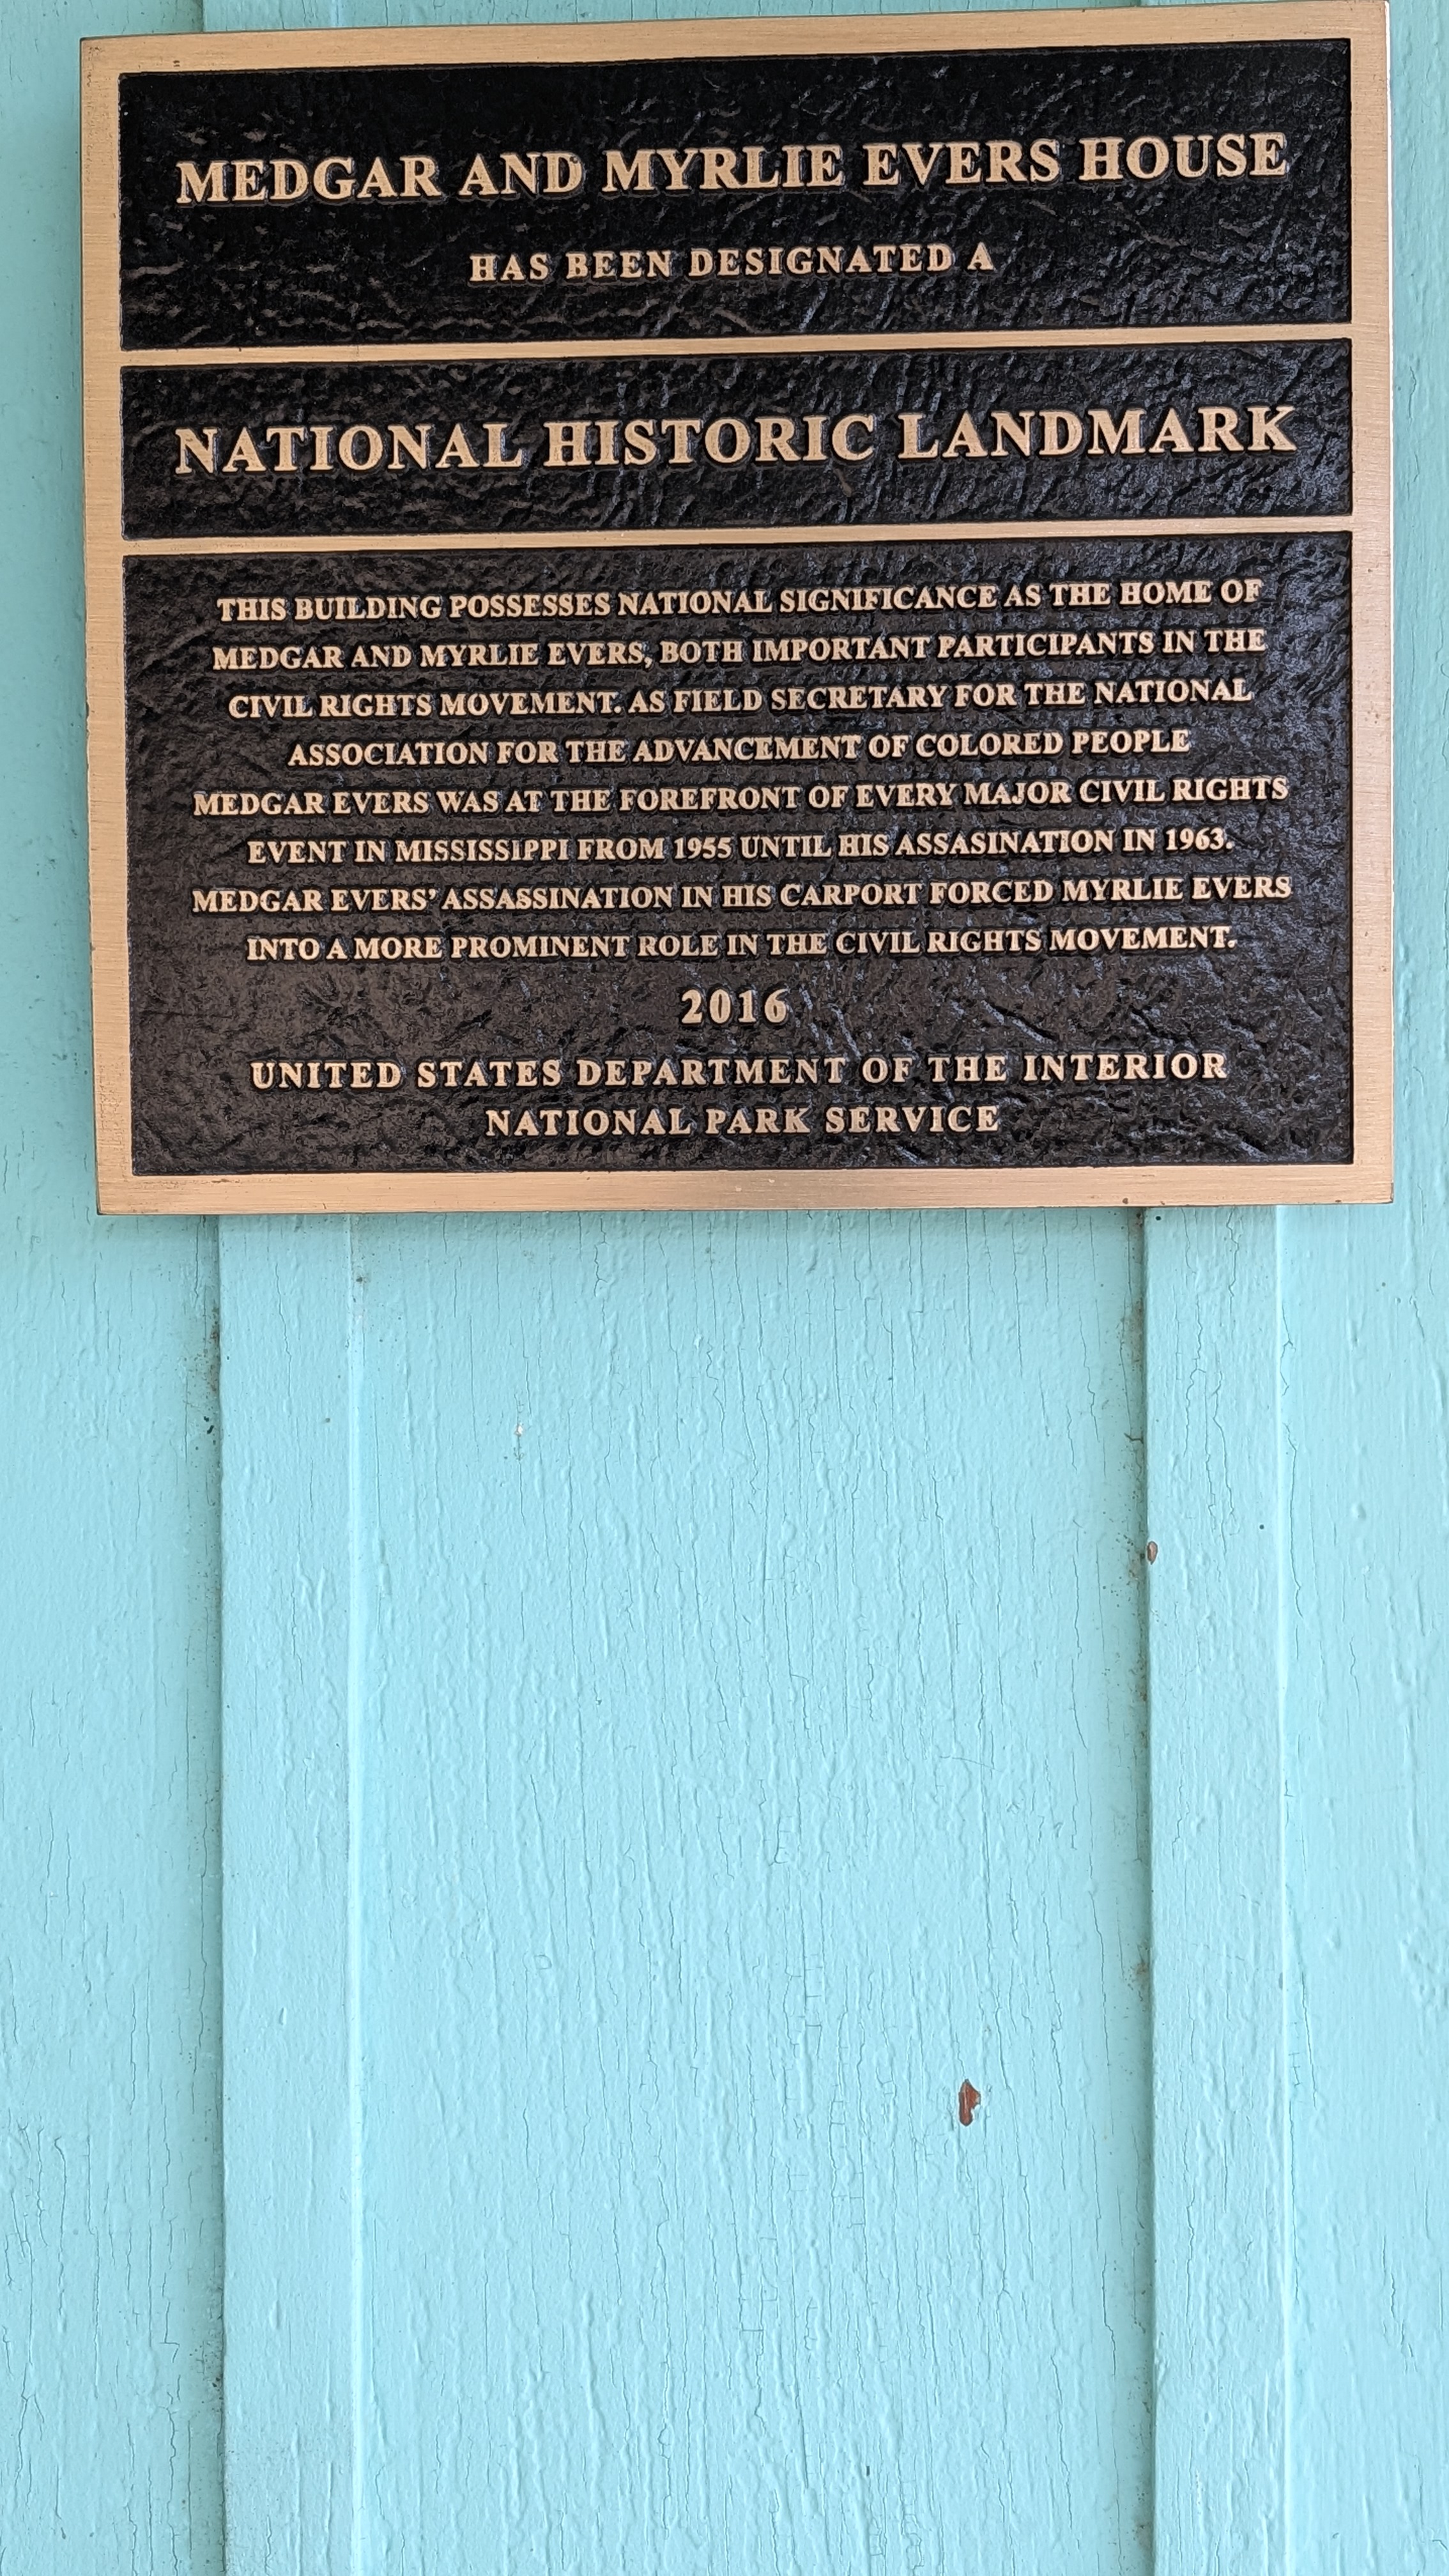 MEDGAR AND MYRLIE EVERS HOUSE
HAS BEEN DESIGNATED A
NATIONAL HISTORIC LANDMARK
THIS BUILDING POSSESSES NATIONAL SIGNIFICANCE AS THE HOME OF
MEDGAR AND MYRLIE EVERS, BOTH IMPORTANT PARTICIPANTS IN THE
CIVIL RIGHTS MOVEMENT. AS FIELD SECRETARY FOR THE NATIONAL
ASSOCIATION FOR THE ADVANCEMENT OF COLORED PEOPLE
MEDGAR EVERS WAS AT THE FOREFRONT OF EVERY MAJOR CIVIL RIGHTS
EVENT IN MISSISSIPPI FROM 1955 UNTIL HIS ASSASINATION IN 1963.
MEDGAR EVERS' ASSASSINATION IN HIS CARPORT FORCED MYRLIE EVERS
INTO A MORE PROMINENT ROLE IN THE CIVIL RIGHTS MOVEMENT.
2016
UNITED STATES DEPARTMENT OF THE INTERIOR
NATIONAL PARK SERVICE